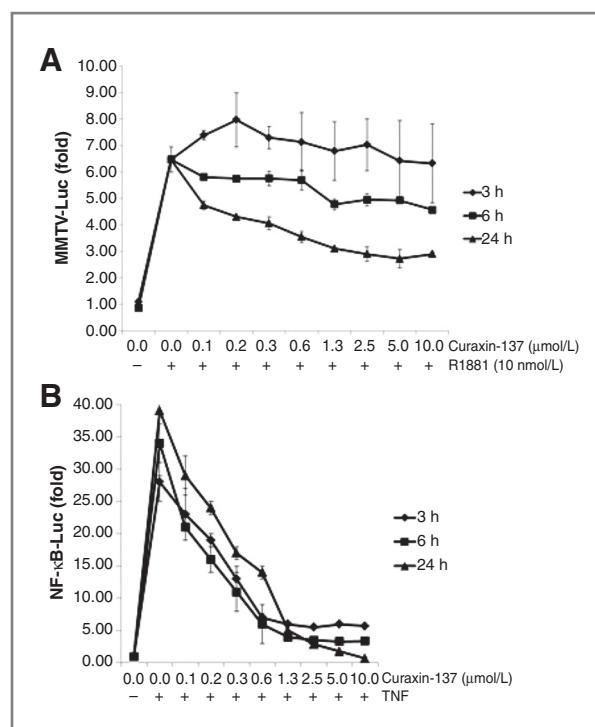 A
MMTV-Luc (fold)
10.00
9.00
8.00
7.00
6.00
5.00
4.00
3.00
2.00
1.00
0.00
3 h
6 h
24 h
0.0 0.0 0.1 0.2 0.3 0.6 1.3 2.5 5.0 10.0 Curaxin-137 (μmol/L)
– + + + + + + + + + R1881 (10 nmol/L)
B
NF-κB-Luc (fold)
40.00
35.00
30.00
25.00
20.00
15.00
10.00
5.00
0.00
3 h
6 h
24 h
0.0 0.0 0.1 0.2 0.3 0.6 1.3 2.5 5.0 10.0 Curaxin-137 (μmol/L)
– + + + + + + + + + TNF